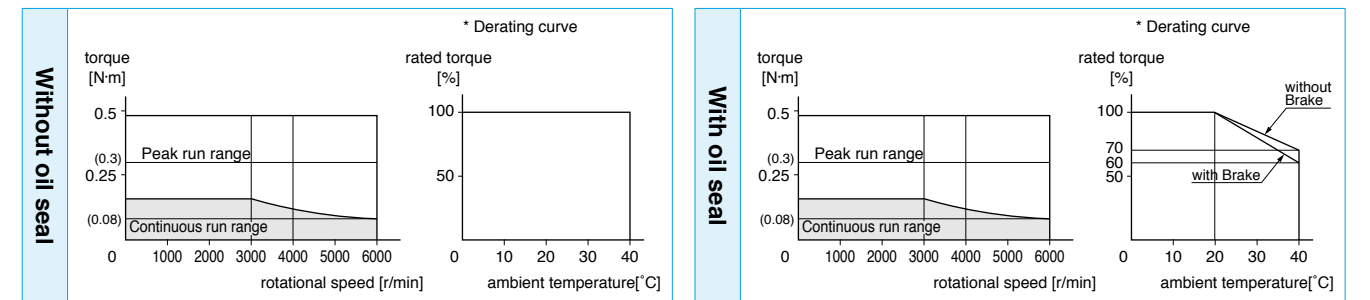 Without oil seal
* Derating curve
torque
[N·m]
0.5
(0.3)
0.25
(0.08)
Peak run range
Continuous run range
0 1000 2000 3000 4000 5000 6000
rotational speed [r/min]
rated torque
[%]
100
50
0 10 20 30 40
ambient temperature[˚C]
With oil seal
* Derating curve
torque
[N·m]
0.5
(0.3)
0.25
(0.08)
Peak run range
Continuous run range
0 1000 2000 3000 4000 5000 6000
rotational speed [r/min]
rated torque
[%]
100
70
60
50
without
Brake
with Brake
0 10 20 30 40
ambient temperature[˚C]